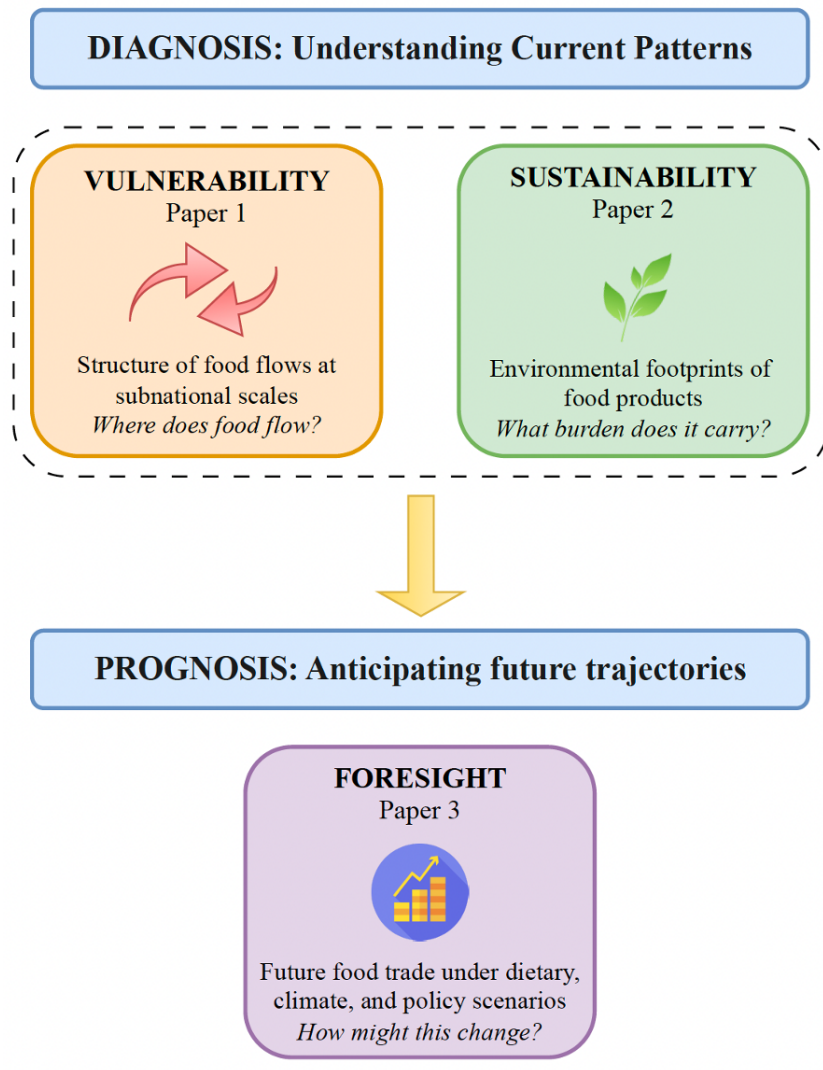 DIAGNOSIS: Understanding Current Patterns
VULNERABILITY
Paper 1
Structure of food flows at
subnational scales
Where does food flow?
SUSTAINABILITY
Paper 2
Environmental footprints of
food products
What burden does it carry?
PROGNOSIS: Anticipating future trajectories
FORESIGHT
Paper 3
Future food trade under dietary,
climate, and policy scenarios
How might this change?